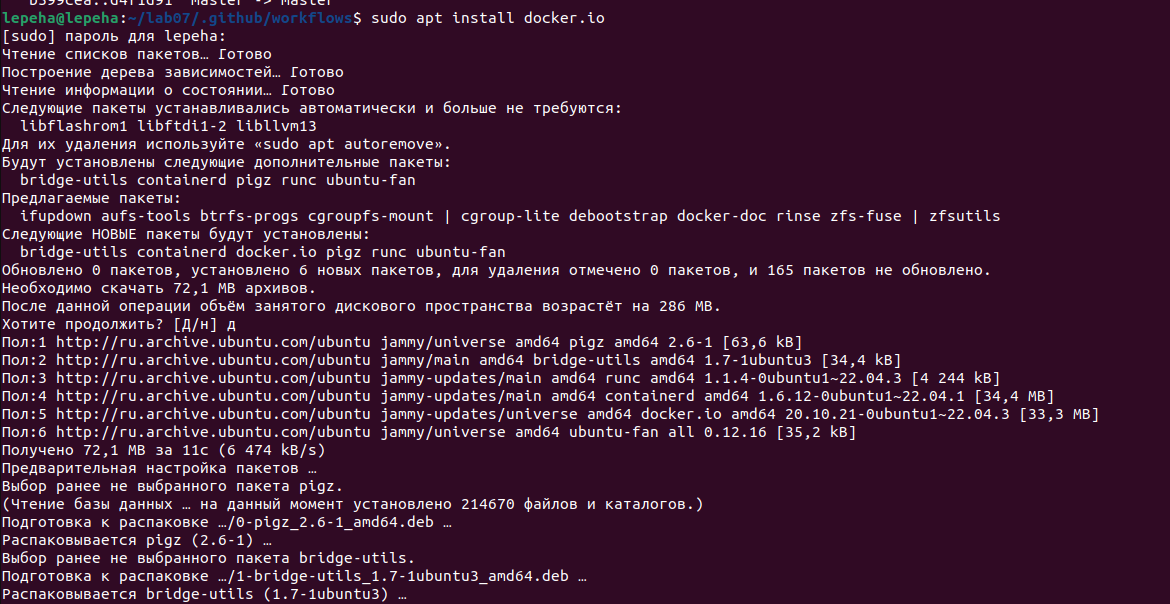 b399cea..d4f1d91  Master -> Master
lepeha@lepeha:~/lab07/.github/workflows$ sudo apt install docker.io
[sudo] пароль для lepeha:
Чтение списков пакетов… Готово
Построение дерева зависимостей… Готово
Чтение информации о состоянии… Готово
Следующие пакеты устанавливались автоматически и больше не требуются:
  libflashrom1 libftdi1-2 libllvm13
Для их удаления используйте «sudo apt autoremove».
Будут установлены следующие дополнительные пакеты:
  bridge-utils containerd pigz runc ubuntu-fan
Предлагаемые пакеты:
  ifupdown aufs-tools btrfs-progs cgroupfs-mount | cgroup-lite debootstrap docker-doc rinse zfs-fuse | zfsutils
Следующие НОВЫЕ пакеты будут установлены:
  bridge-utils containerd docker.io pigz runc ubuntu-fan
Обновлено 0 пакетов, установлено 6 новых пакетов, для удаления отмечено 0 пакетов, и 165 пакетов не обновлено.
Необходимо скачать 72,1 MB архивов.
После данной операции объём занятого дискового пространства возрастёт на 286 MB.
Хотите продолжить? [Д/н] д
Пол:1 http://ru.archive.ubuntu.com/ubuntu jammy/universe amd64 pigz amd64 2.6-1 [63,6 kB]
Пол:2 http://ru.archive.ubuntu.com/ubuntu jammy/main amd64 bridge-utils amd64 1.7-1ubuntu3 [34,4 kB]
Пол:3 http://ru.archive.ubuntu.com/ubuntu jammy-updates/main amd64 runc amd64 1.1.4-0ubuntu1~22.04.3 [4 244 kB]
Пол:4 http://ru.archive.ubuntu.com/ubuntu jammy-updates/main amd64 containerd amd64 1.6.12-0ubuntu1~22.04.1 [34,4 MB]
Пол:5 http://ru.archive.ubuntu.com/ubuntu jammy-updates/universe amd64 docker.io amd64 20.10.21-0ubuntu1~22.04.3 [33,3 MB]
Пол:6 http://ru.archive.ubuntu.com/ubuntu jammy/universe amd64 ubuntu-fan all 0.12.16 [35,2 kB]
Получено 72,1 MB за 11с (6 474 kB/s)
Предварительная настройка пакетов …
Выбор ранее не выбранного пакета pigz.
(Чтение базы данных … на данный момент установлено 214670 файлов и каталогов.)
Подготовка к распаковке …/0-pigz_2.6-1_amd64.deb …
Распаковывается pigz (2.6-1) …
Выбор ранее не выбранного пакета bridge-utils.
Подготовка к распаковке …/1-bridge-utils_1.7-1ubuntu3_amd64.deb …
Распаковывается bridge-utils (1.7-1ubuntu3) …